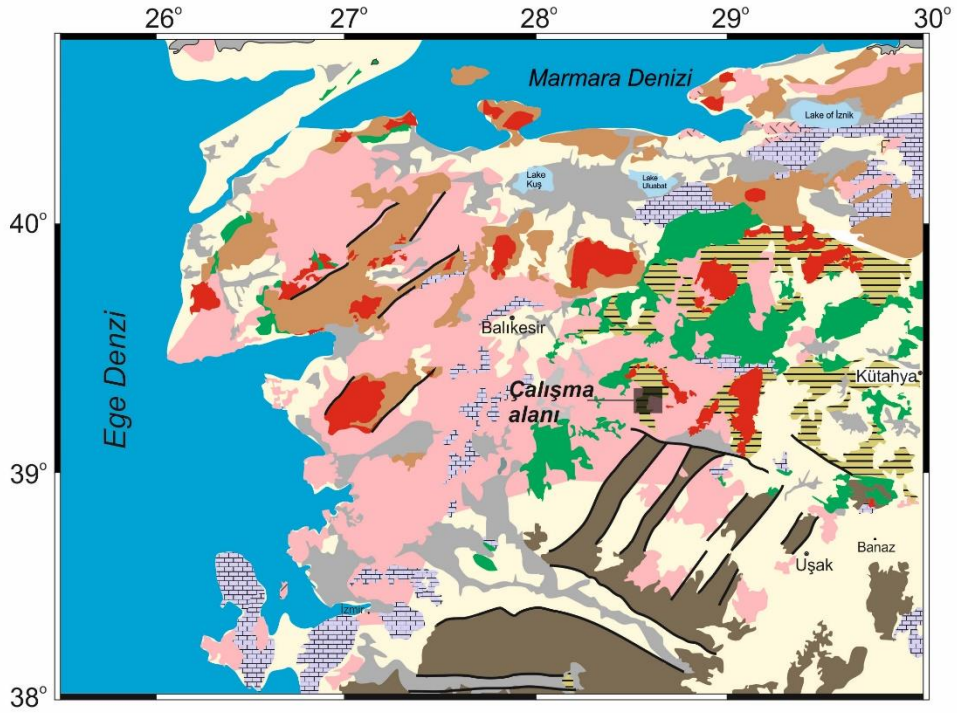 26°
27°
28°
29°
30°
Marmara Denizi
Lake of İznik
Lake
Kuş
Lake
Uluabat
40°
Balıkesir
Ege Denzi
Kütahya
Çalışma
alanı
39°
Uşak
Banaz
İzmir
38°